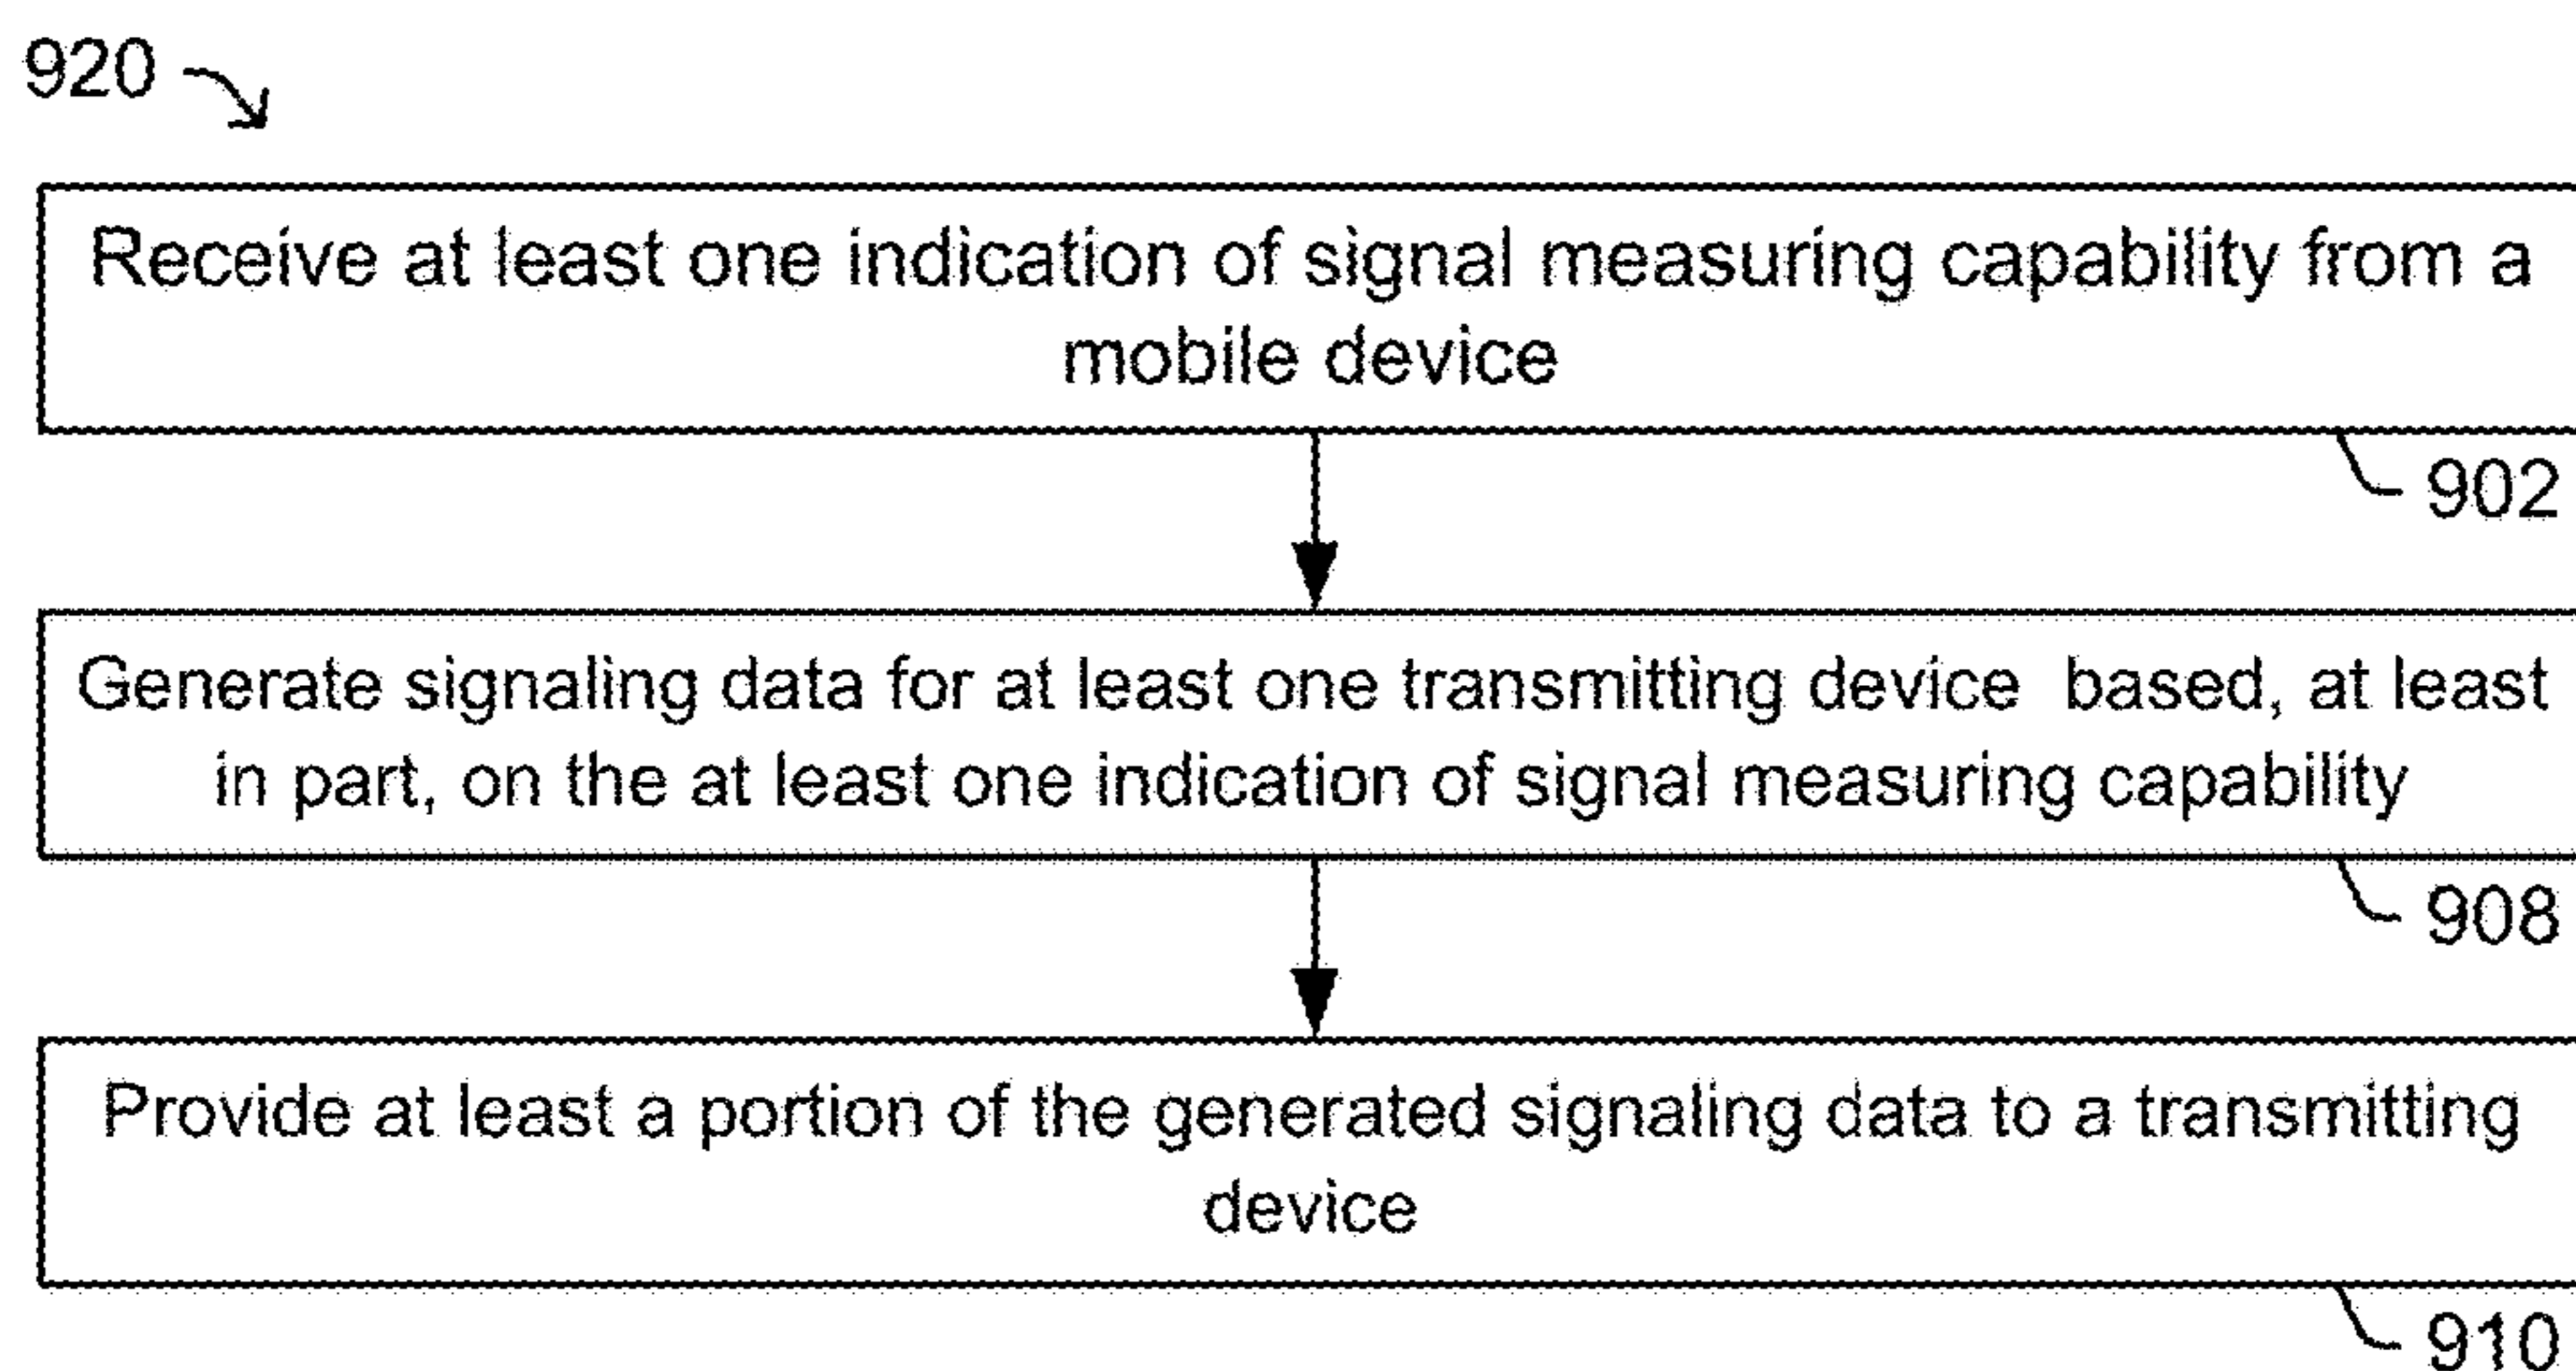 920
Receive at least one indication of signal measuring capability from a
mobile device
902
Generate signaling data for at least one transmitting device based, at least
in part, on the at least one indication of signal measuring capability
908
Provide at least a portion of the generated signaling data to a transmitting
device
910